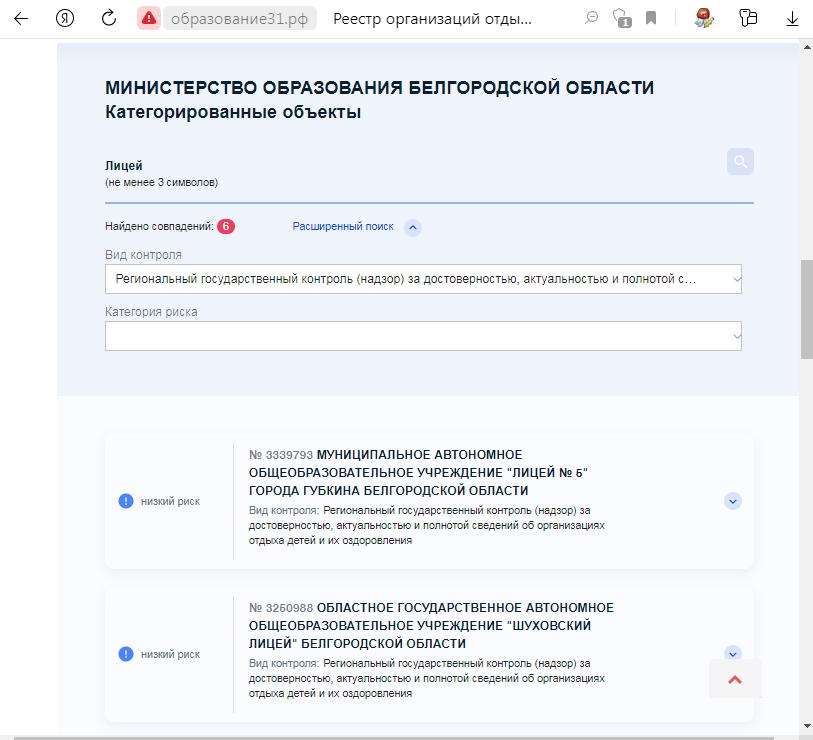 образование31.рф Реестр организаций отды...
1
МИНИСТЕРСТВО ОБРАЗОВАНИЯ БЕЛГОРОДСКОЙ ОБЛАСТИ
Категорированные объекты
Лицей
(не менее 3 символов)
Найдено совпадений: 6 Расширенный поиск
Вид контроля
Региональный государственный контроль (надзор) за достоверностью, актуальностью и полнотой с...
Категория риска
№ 3339793 МУНИЦИПАЛЬНОЕ АВТОНОМНОЕ
ОБЩЕОБРАЗОВАТЕЛЬНОЕ УЧРЕЖДЕНИЕ "ЛИЦЕЙ № 5"
ГОРОДА ГУБКИНА БЕЛГОРОДСКОЙ ОБЛАСТИ
низкий риск
Вид контроля: Региональный государственный контроль (надзор) за
достоверностью, актуальностью и полнотой сведений об организациях
отдыха детей и их оздоровления
№ 3250988 ОБЛАСТНОЕ ГОСУДАРСТВЕННОЕ АВТОНОМНОЕ
ОБЩЕОБРАЗОВАТЕЛЬНОЕ УЧРЕЖДЕНИЕ "ШУХОВСКИЙ
ЛИЦЕЙ" БЕЛГОРОДСКОЙ ОБЛАСТИ
низкий риск
Вид контроля: Региональный государственный контроль (надзор) за
достоверностью, актуальностью и полнотой сведений об организациях
отдыха детей и их оздоровления